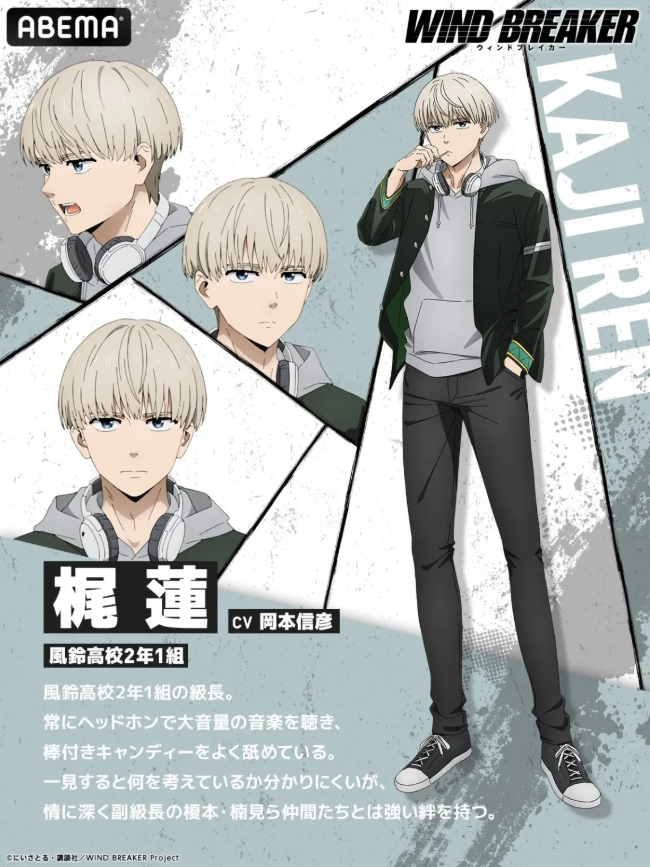 ABEMA
WIND BREAKER
ウィンドブレイカー
KAJI REN
梶 蓮
CV 岡本信彦
風鈴高校2年1組
風鈴高校2年1組の級長。
常にヘッドホンで大音量の音楽を聴き、
棒付きキャンディーをよく舐めている。
一見すると何を考えているか分かりにくいが、
情に深く副級長の榎本・楠見ら仲間たちとは強い絆を持つ。
©にいさとる・講談社／WIND BREAKER Project